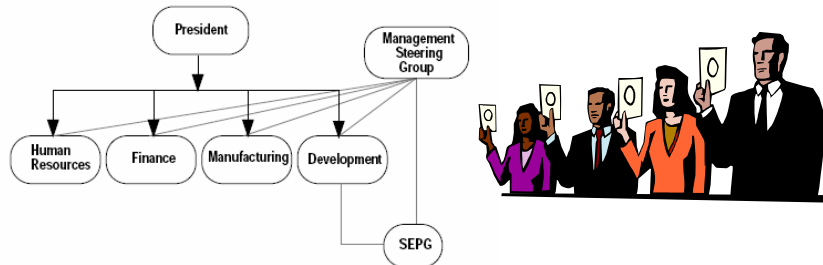 President
Management
Steering
Group
Human
Resources
Finance
Manufacturing
Development
SEPG